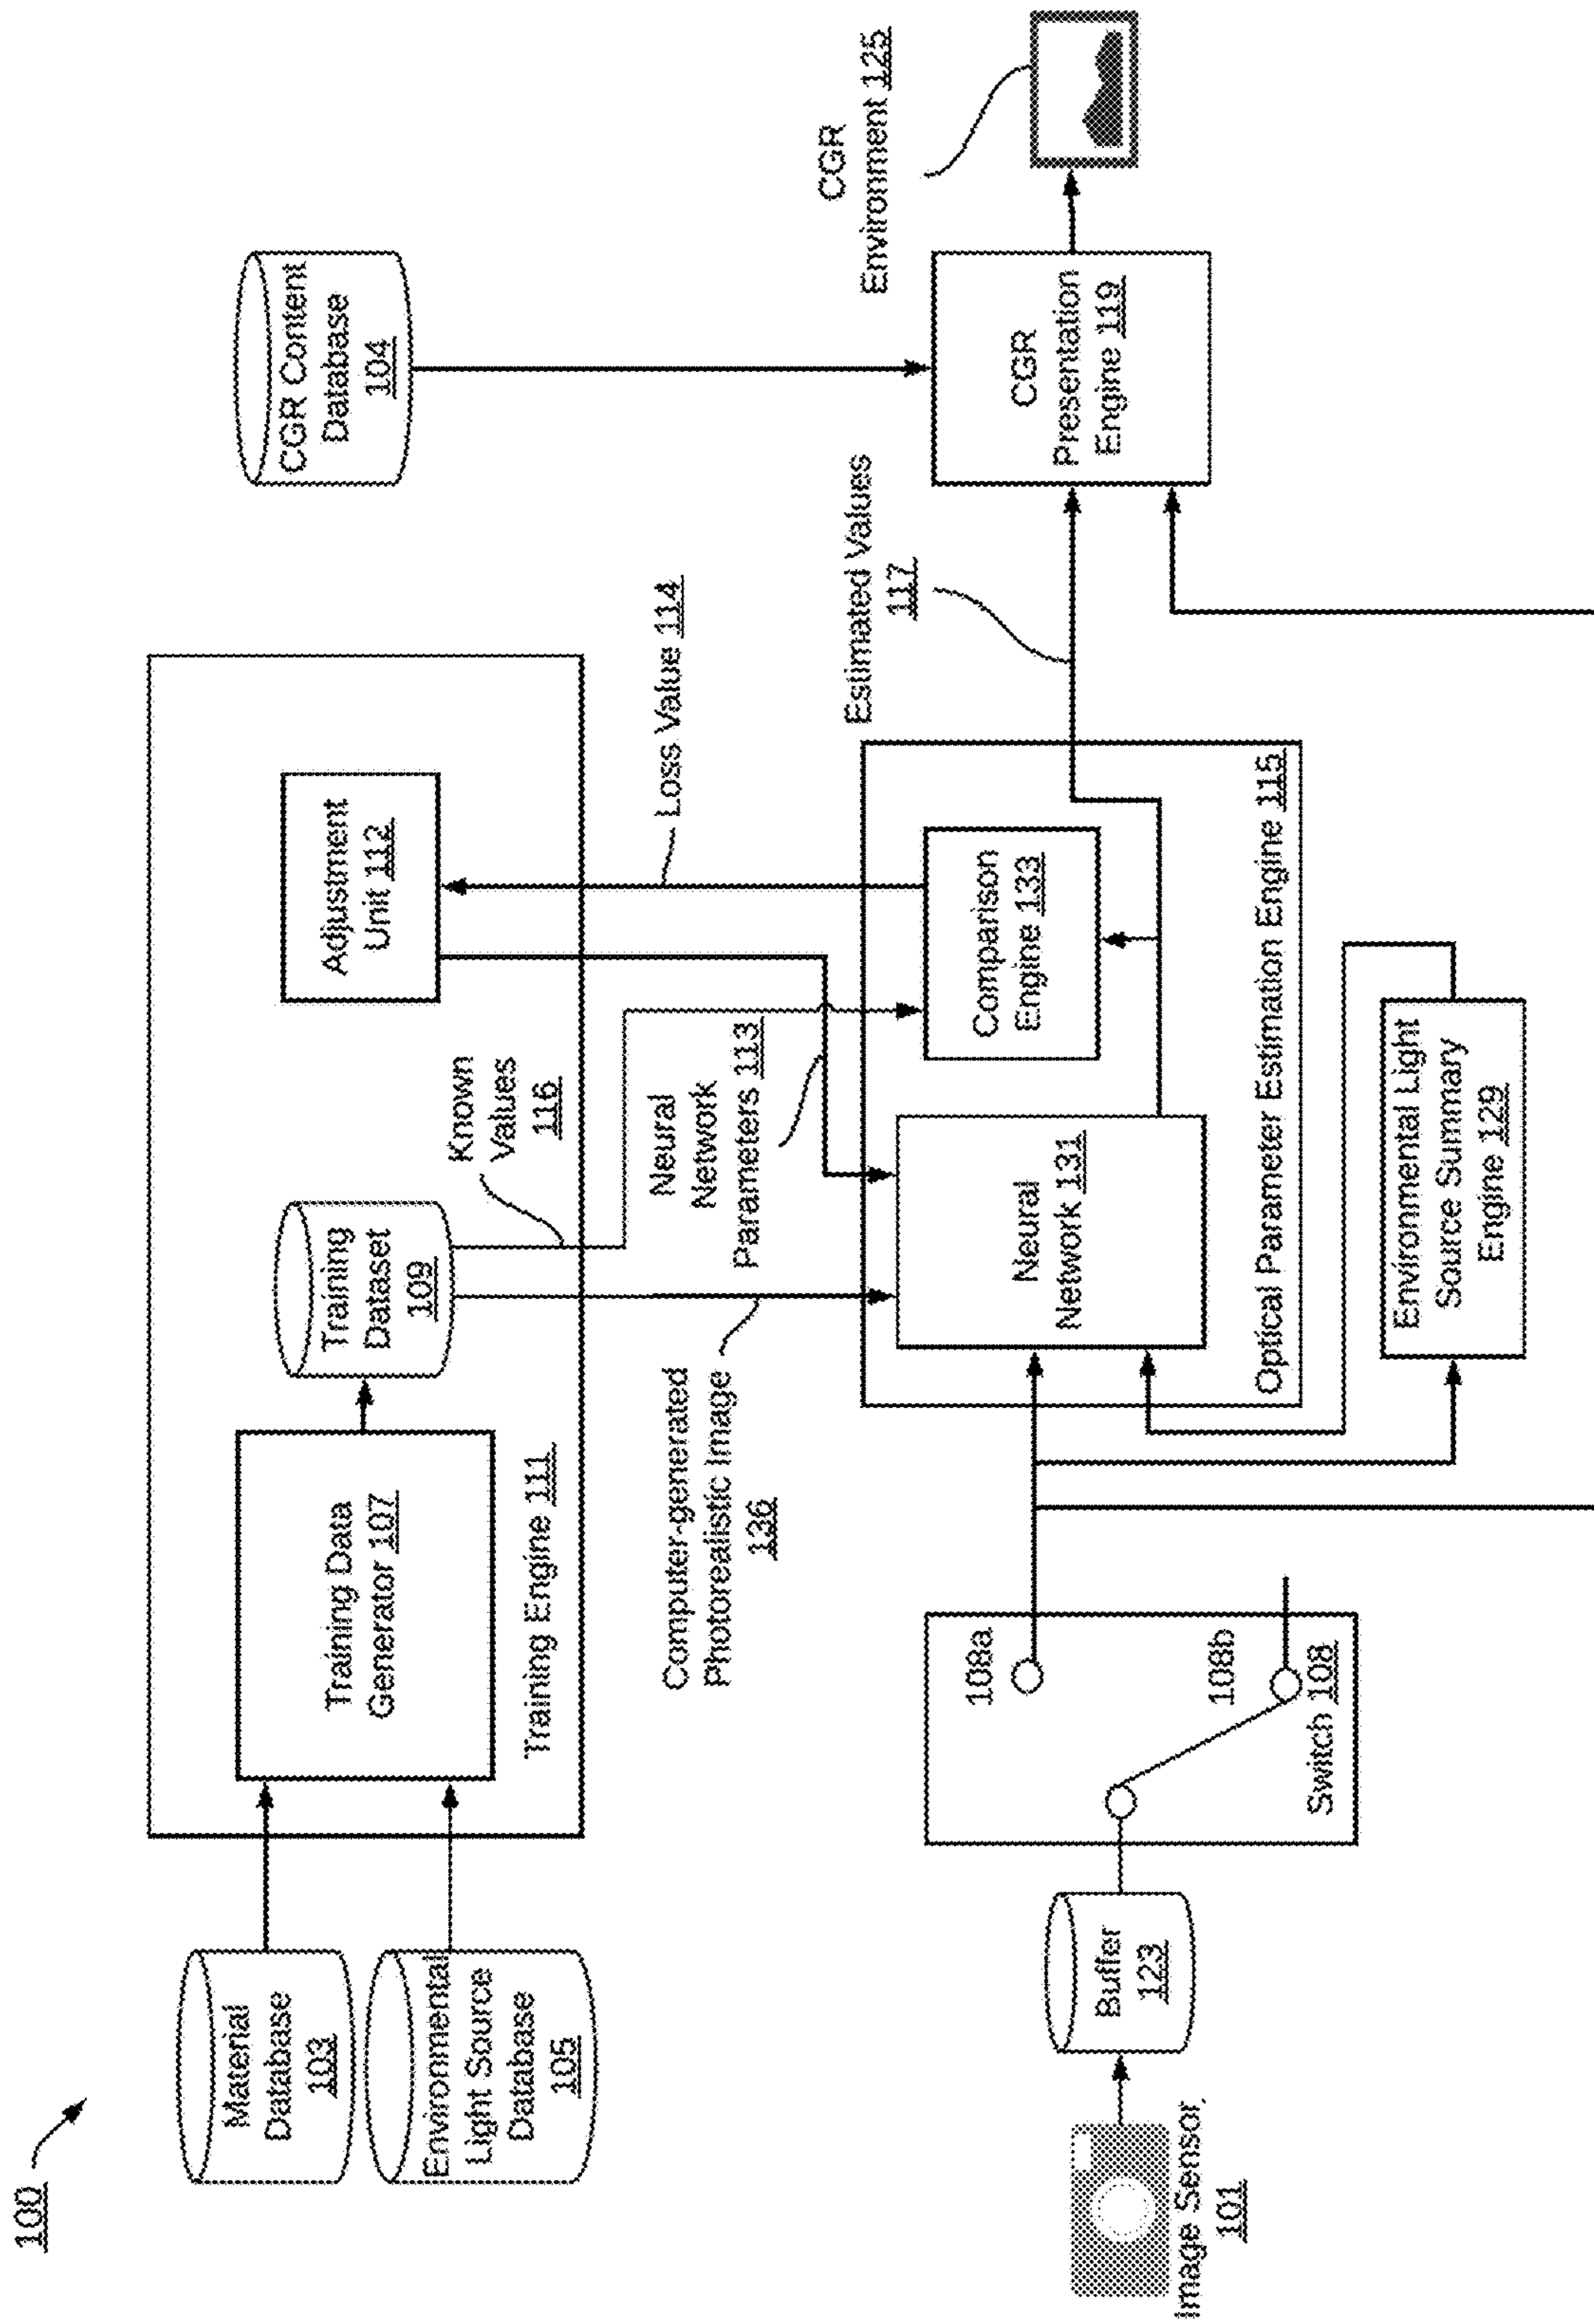 100
Material
Database
103
Environmental
Light Source
Database
105
Training Data
Generator 107
Training Engine 111
Training
Dataset
109
Known
Values
116
Adjustment
Unit 112
Loss Value 114
CGR Content
Database
104
Computer-generated
Photorealistic Image
136
Neural
Network
Parameters 113
Estimated Values
117
CGR
Environment 125
Image Sensor
101
Buffer
123
108a
108b
Switch 108
Neural
Network 131
Comparison
Engine 133
Optical Parameter Estimation Engine 115
CGR
Presentation
Engine 119
Environmental Light
Source Summary
Engine 129